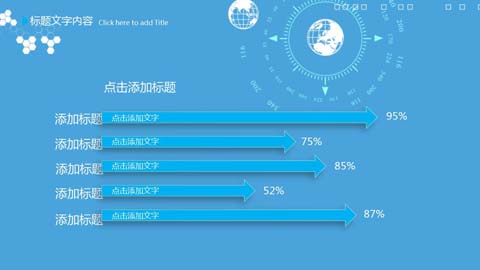 标题文字内容 Click here to add Title
点击添加标题
添加标题 点击添加文字 95%
添加标题 点击添加文字 75%
添加标题 点击添加文字 85%
添加标题 点击添加文字 52%
添加标题 点击添加文字 87%